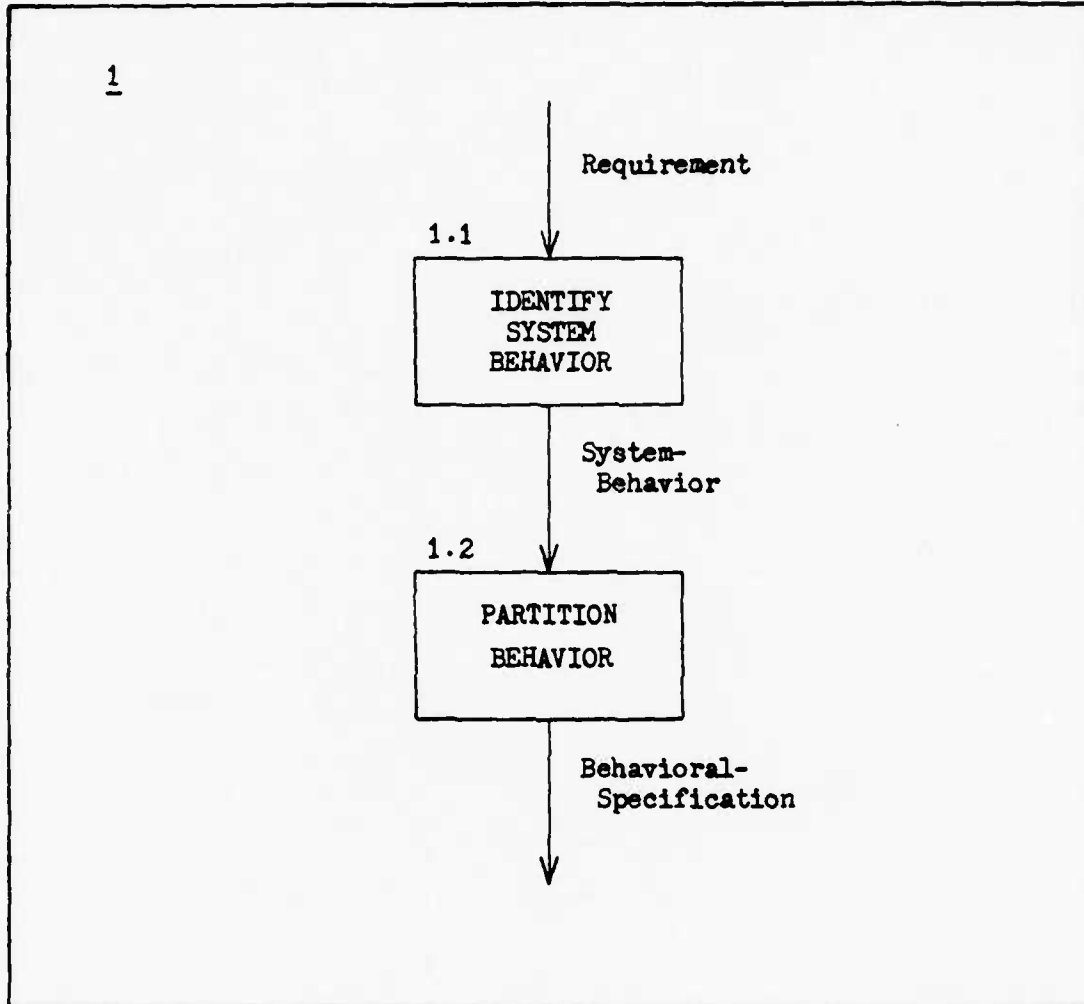 1
Requirement
1.1
IDENTIFY
SYSTEM
BEHAVIOR
System-
Behavior
1.2
PARTITION
BEHAVIOR
Behavioral-
Specification